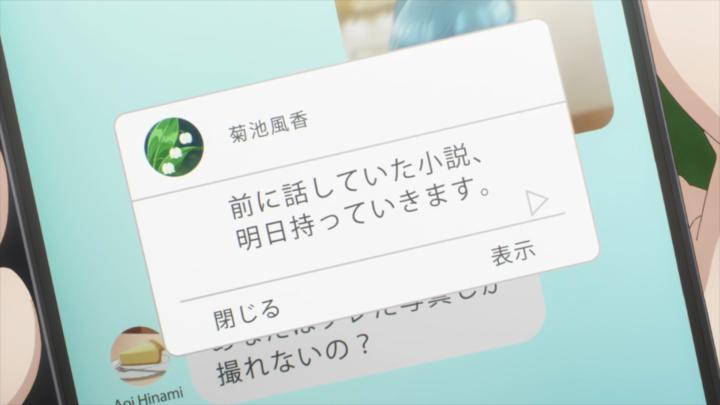 菊池風香
前に話していた小説、
明日持っていきます。
表示
閉じる
撮れないの？
Aoi Hinami